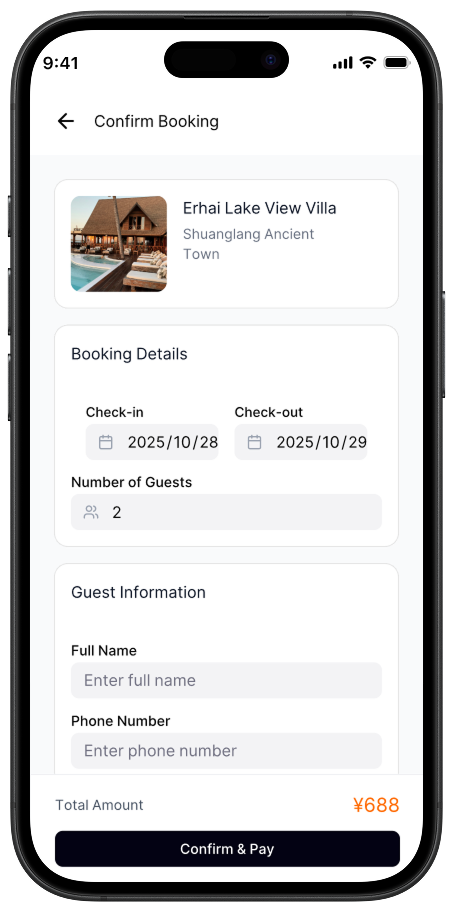 9:41
Confirm Booking
Erhai Lake View Villa
Shuanglang Ancient
Town
Booking Details
Check-in
Check-out
2025/10/28
2025/10/29
Number of Guests
2
Guest Information
Full Name
Enter full name
Phone Number
Enter phone number
Total Amount
¥688
Confirm & Pay